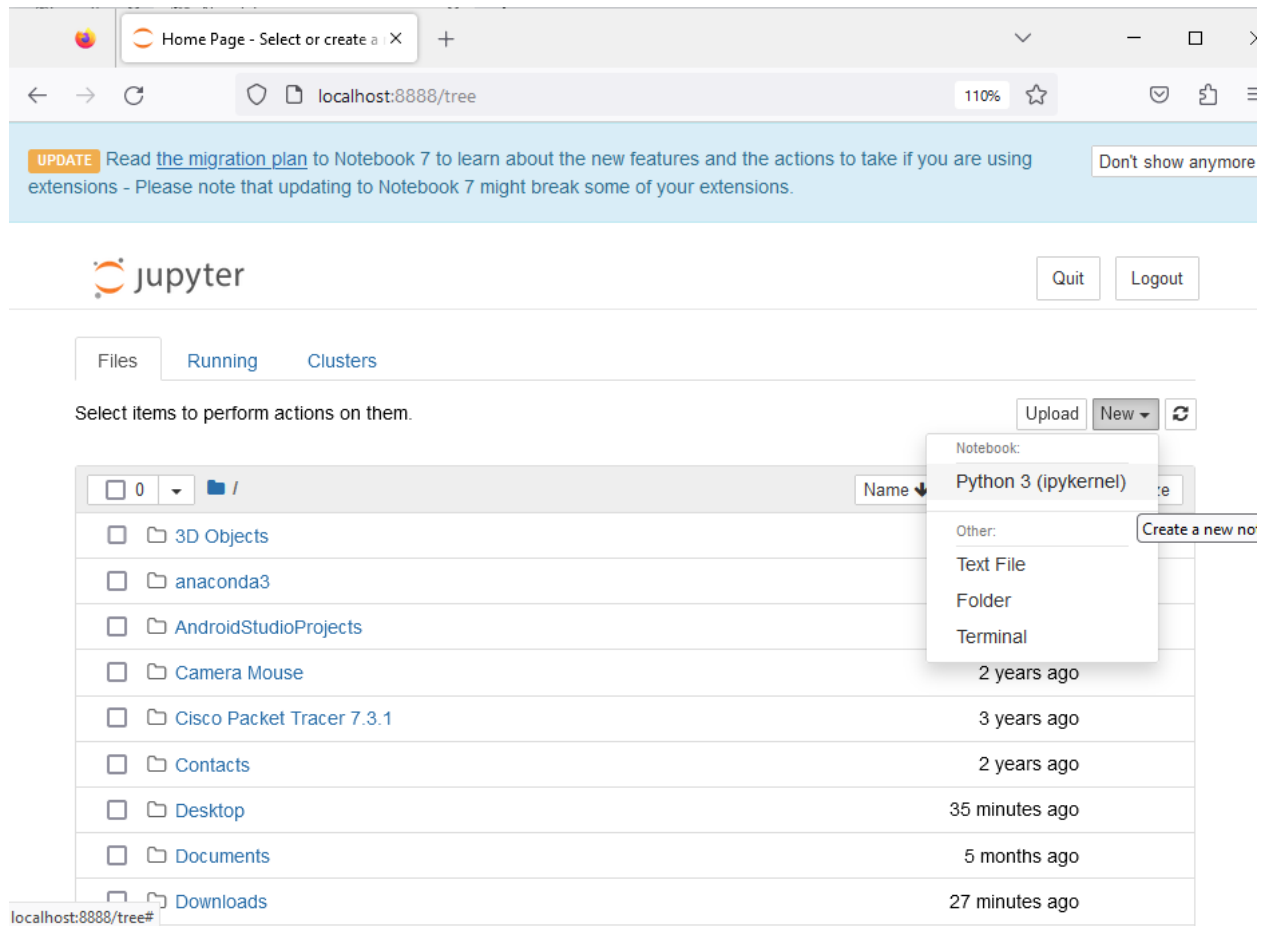 Home Page - Select or create a
localhost:8888/tree
110%
UPDATE Read the migration plan to Notebook 7 to learn about the new features and the actions to take if you are using
extensions - Please note that updating to Notebook 7 might break some of your extensions.
Don't show anymore
jupyter
Quit
Logout
Files
Running
Clusters
Select items to perform actions on them.
Upload
New
Notebook:
0
/
Name
Python 3 (ipykernel)
3D Objects
Other:
Create a new
anaconda3
Text File
AndroidStudioProjects
Folder
Terminal
Camera Mouse
2 years ago
Cisco Packet Tracer 7.3.1
3 years ago
Contacts
2 years ago
Desktop
35 minutes ago
Documents
5 months ago
Downloads
27 minutes ago
localhost:8888/tree#